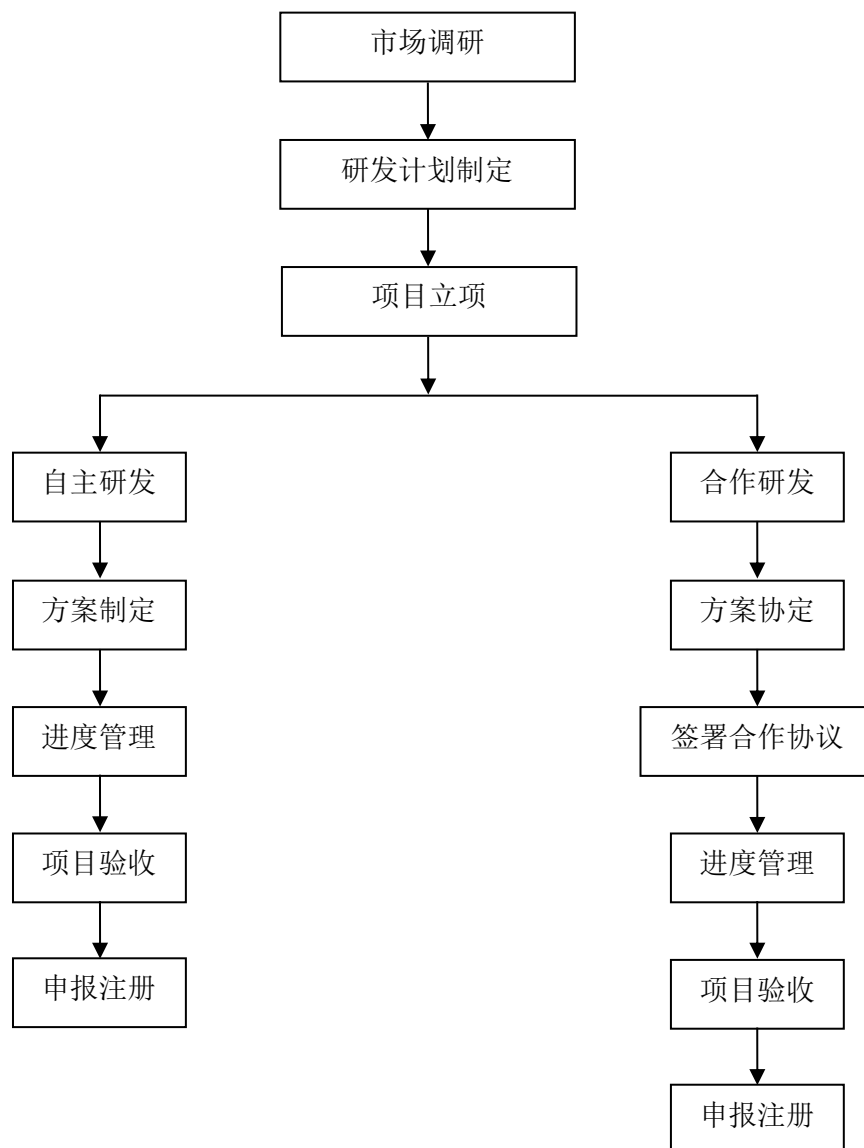 市场调研
研发计划制定
项目立项
自主研发
合作研发
方案制定
方案协定
进度管理
签署合作协议
项目验收
进度管理
申报注册
项目验收
申报注册